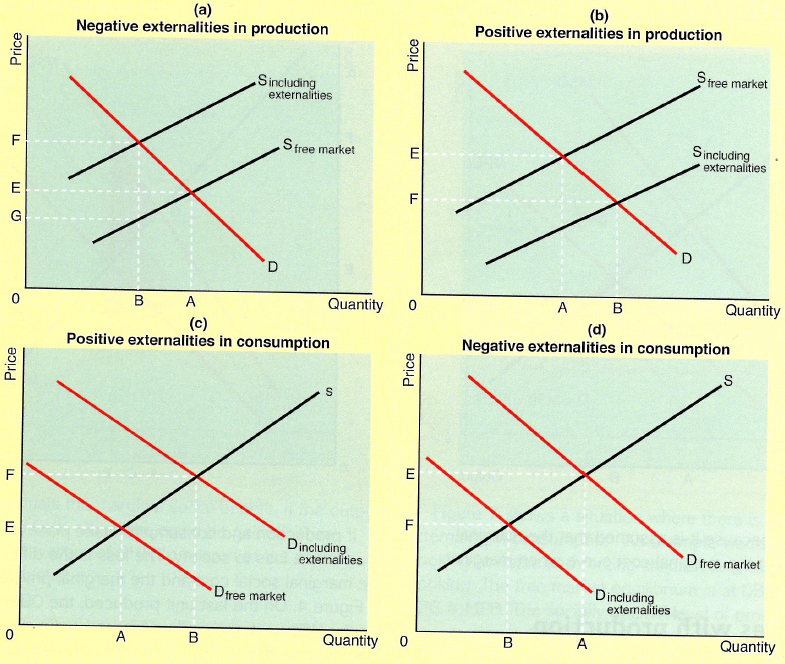 (a)
Negative externalities in production
Price
S including
externalities
S free market
F
E
G
D
0
B
A
Quantity
(b)
Positive externalities in production
Price
S free market
S including
externalities
E
F
D
0
A
B
Quantity
(c)
Positive externalities in consumption
Price
S
F
E
D including
externalities
D free market
0
A
B
Quantity
(d)
Negative externalities in consumption
Price
S
E
F
D free market
D including
externalities
0
B
A
Quantity